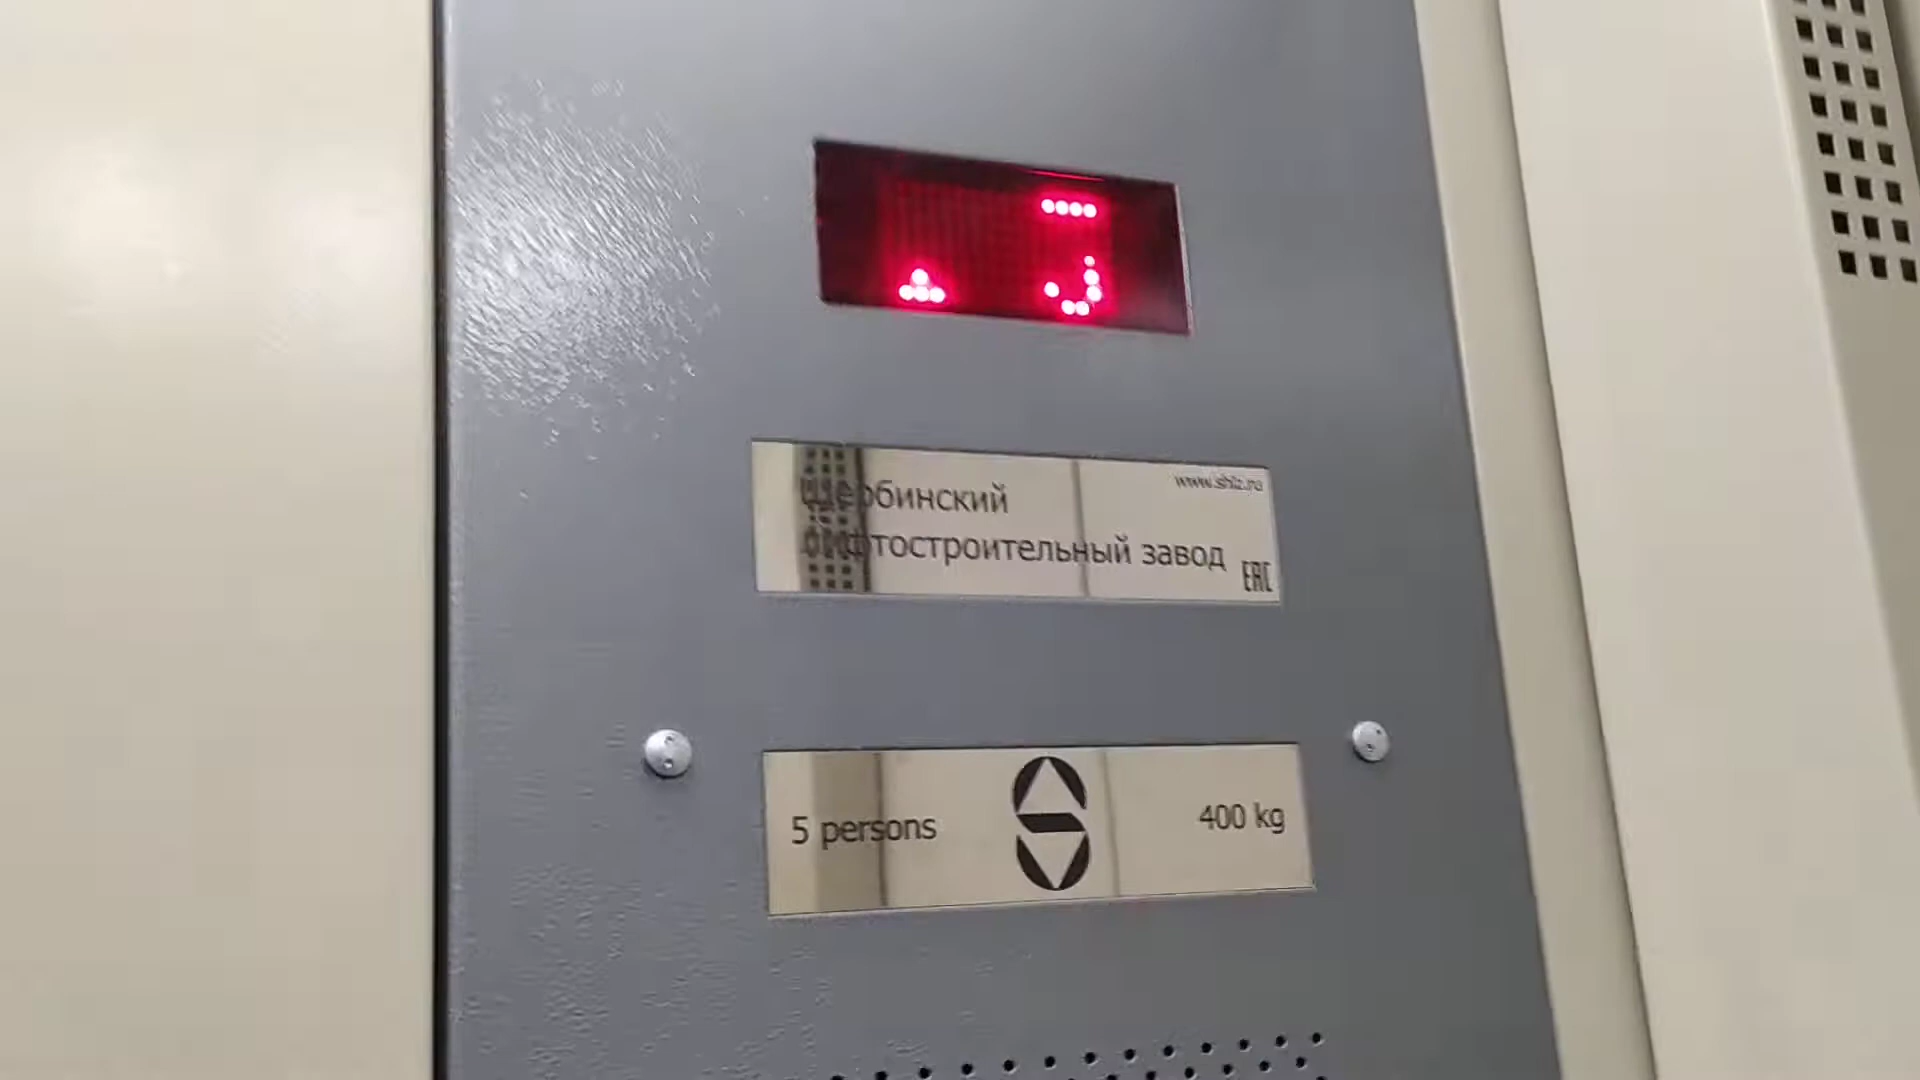 www.shlz.ru
Щербинский
лифтостроительный завод
EAC
5 persons
400 kg